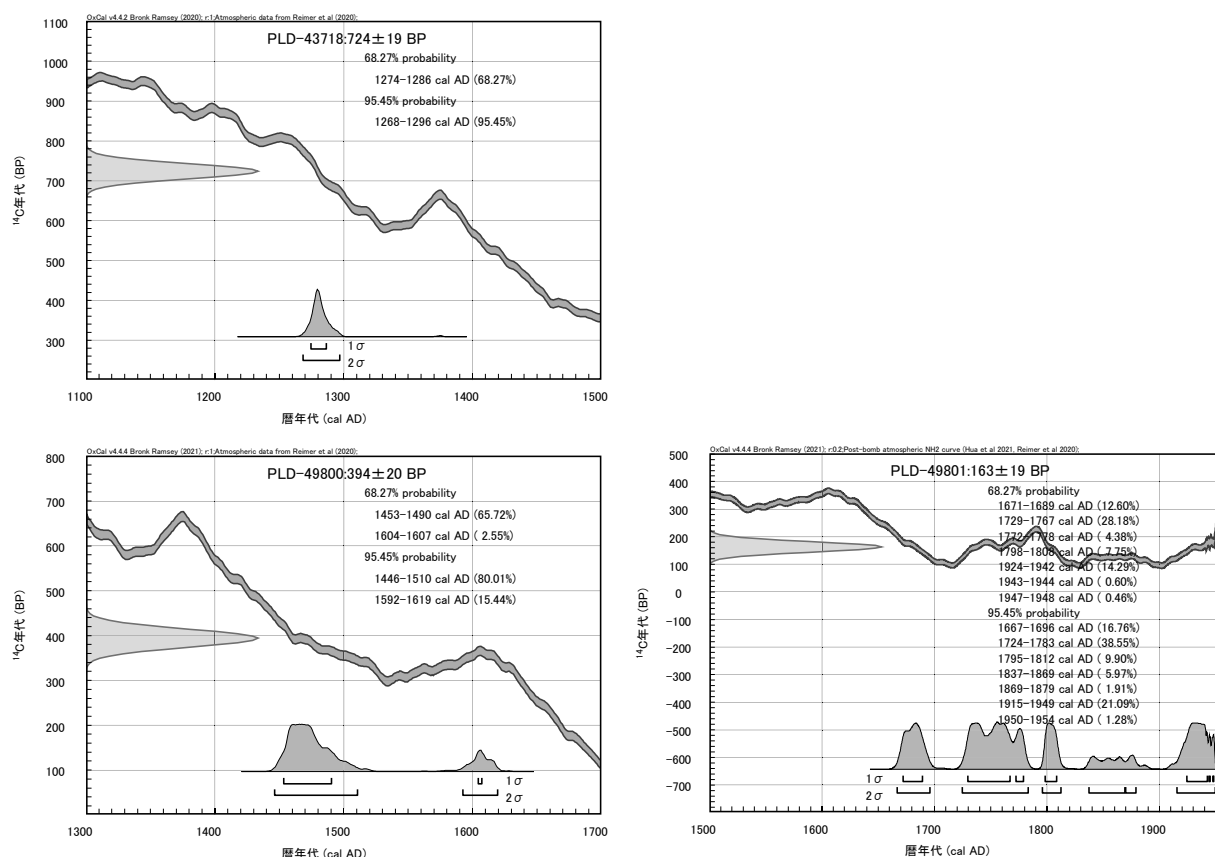 OxCal v4.4.2 Bronk Ramsey (2020); r:1;Atmospheric data from Reimer et al (2020);
PLD-43718:724±19 BP
68.27% probability
1274-1286 cal AD (68.27%)
95.45% probability
1268-1296 cal AD (95.45%)
14C年代 (BP)
1100
1000
900
800
700
600
500
400
300
1σ
2σ
1100 1200 1300 1400 1500
暦年代 (cal AD)
OxCal v4.4.4 Bronk Ramsey (2021); r:1;Atmospheric data from Reimer et al (2020);
PLD-49800:394±20 BP
68.27% probability
1453-1490 cal AD (65.72%)
1604-1607 cal AD ( 2.55%)
95.45% probability
1446-1510 cal AD (80.01%)
1592-1619 cal AD (15.44%)
14C年代 (BP)
800
700
600
500
400
300
200
100
1σ
2σ
1300 1400 1500 1600 1700
暦年代 (cal AD)
OxCal v4.4.4 Bronk Ramsey (2021); r:0.2;Post-bomb atmospheric NH2 curve (Hua et al 2021, Reimer et al 2020);
PLD-49801:163±19 BP
68.27% probability
1671-1689 cal AD (12.60%)
1729-1767 cal AD (28.18%)
1772-1778 cal AD ( 4.38%)
1798-1808 cal AD ( 7.75%)
1924-1942 cal AD (14.29%)
1943-1944 cal AD ( 0.60%)
1947-1948 cal AD ( 0.46%)
95.45% probability
1667-1696 cal AD (16.76%)
1724-1783 cal AD (38.55%)
1795-1812 cal AD ( 9.90%)
1837-1869 cal AD ( 5.97%)
1869-1879 cal AD ( 1.91%)
1915-1949 cal AD (21.09%)
1950-1954 cal AD ( 1.28%)
14C年代 (BP)
500
400
300
200
100
0
-100
-200
-300
-400
-500
-600
-700
1σ
2σ
1500 1600 1700 1800 1900
暦年代 (cal AD)